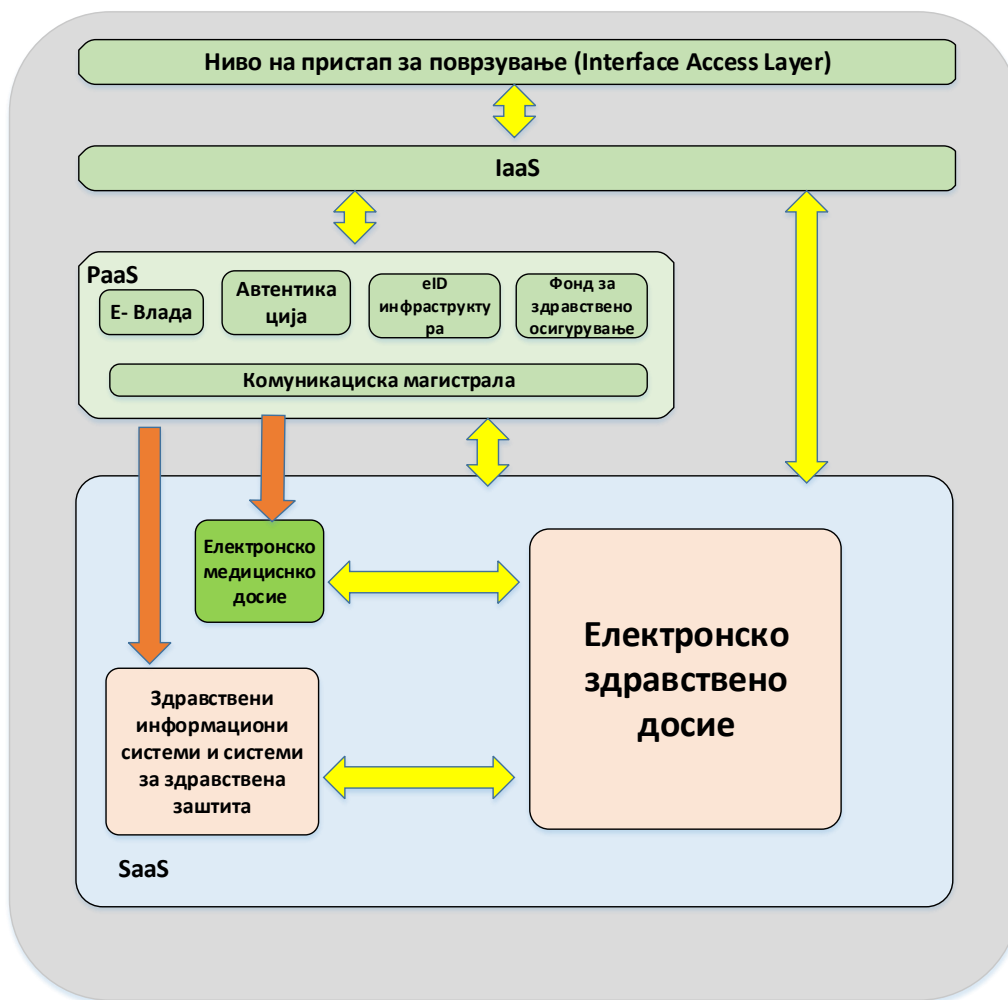 Ниво на пристап за поврзување (Interface Access Layer)
IaaS
PaaS
Е- Влада
Автентика
ција
eID
инфраструкту
ра
Фонд за
здравствено
осигурување
Комуникациска магистрала
Електронско
медициснко
досие
Електронско
здравствено
досие
Здравствени
информациони
системи и системи
за здравствена
заштита
SaaS